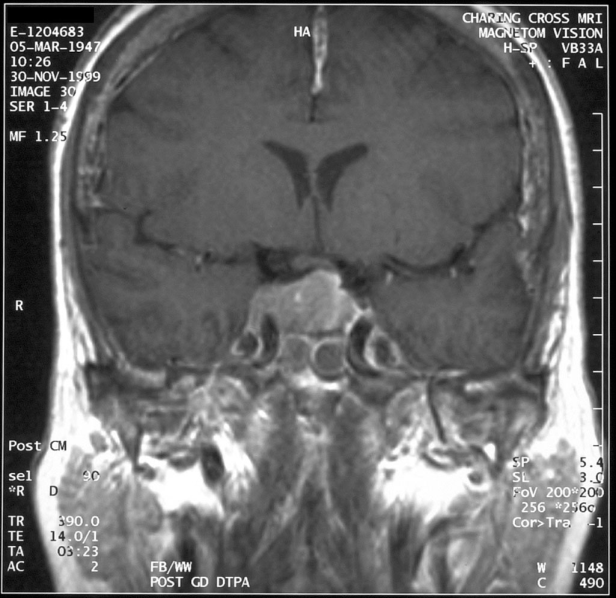 E-1204683
05-MAR-1947
10:26
30-NOV-1999
IMAGE 30
SER 1-4
MF 1.25
HA
CHARING CROSS MRI
MAGNETOM VISION
H-SP VB33A
+ : F A L
R
Post CM
sel 90
*R D
TR 390.0
TE 14.0/1
TA 03:23
AC 2
FB/WW
POST GD DTPA
SP 5.4
SL 3.0
FoV 200*200
256 *256o
Cor>Tra -1
W 1148
C 490